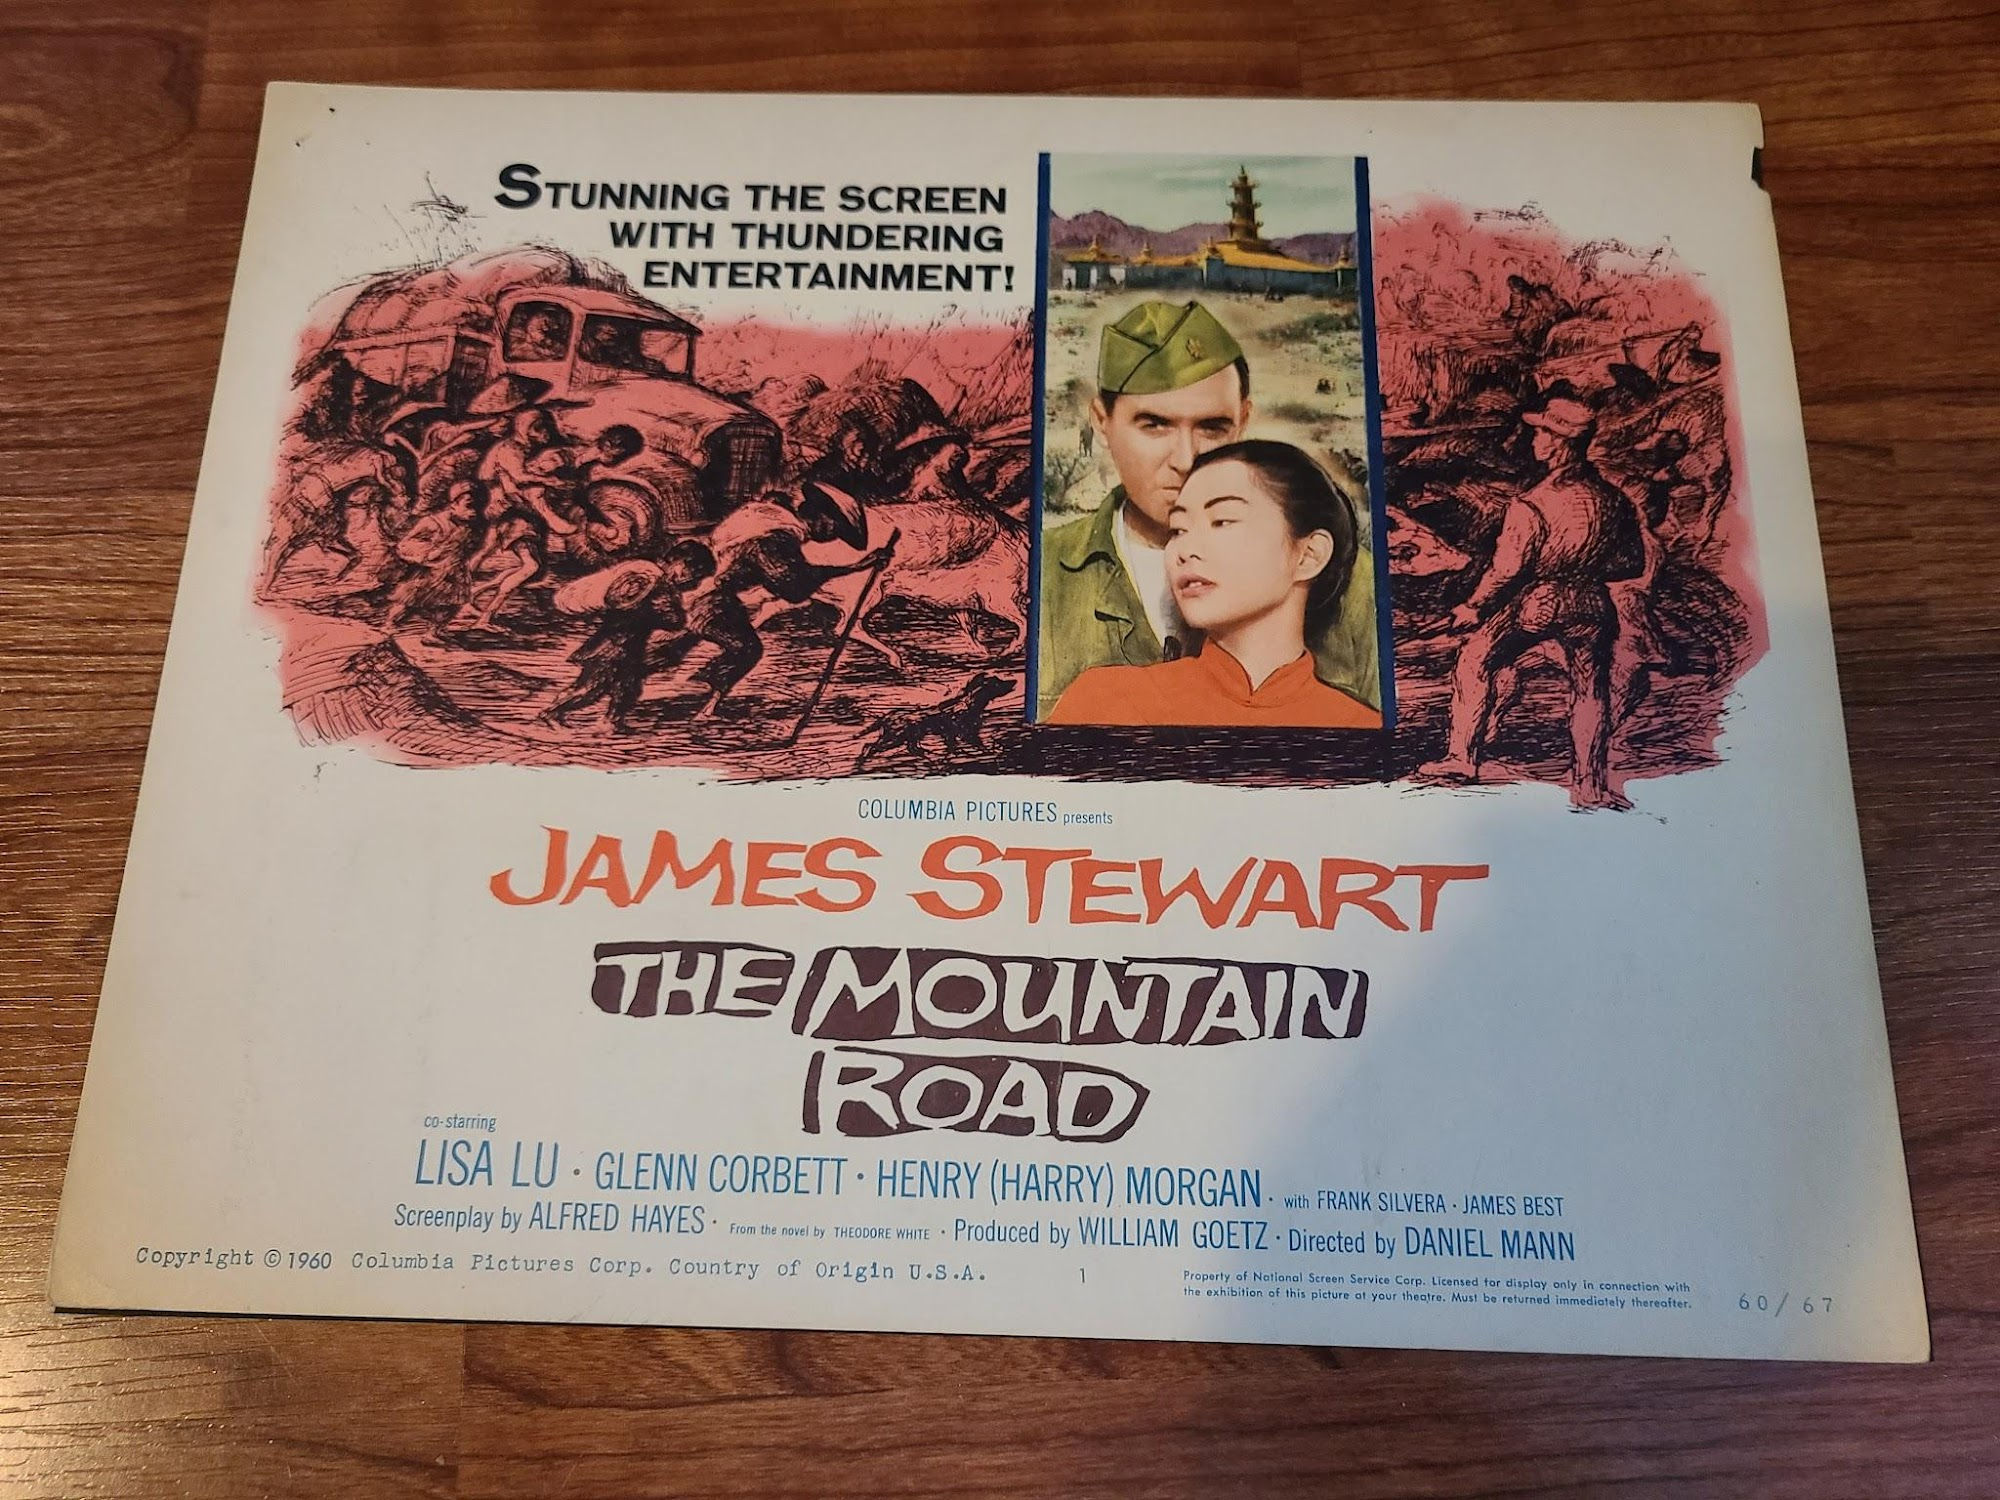 STUNNING THE SCREEN
WITH THUNDERING
ENTERTAINMENT!
COLUMBIA PICTURES presents
JAMES STEWART
THE MOUNTAIN
ROAD
co-starring
LISA LU · GLENN CORBETT · HENRY (HARRY) MORGAN · with FRANK SILVERA · JAMES BEST
Screenplay by ALFRED HAYES · From the novel by THEODORE WHITE · Produced by WILLIAM GOETZ · Directed by DANIEL MANN
Copyright © 1960 Columbia Pictures Corp. Country of Origin U.S.A.
1
Property of National Screen Service Corp. Licensed for display only in connection with
the exhibition of this picture at your theatre. Must be returned immediately thereafter.
60/67